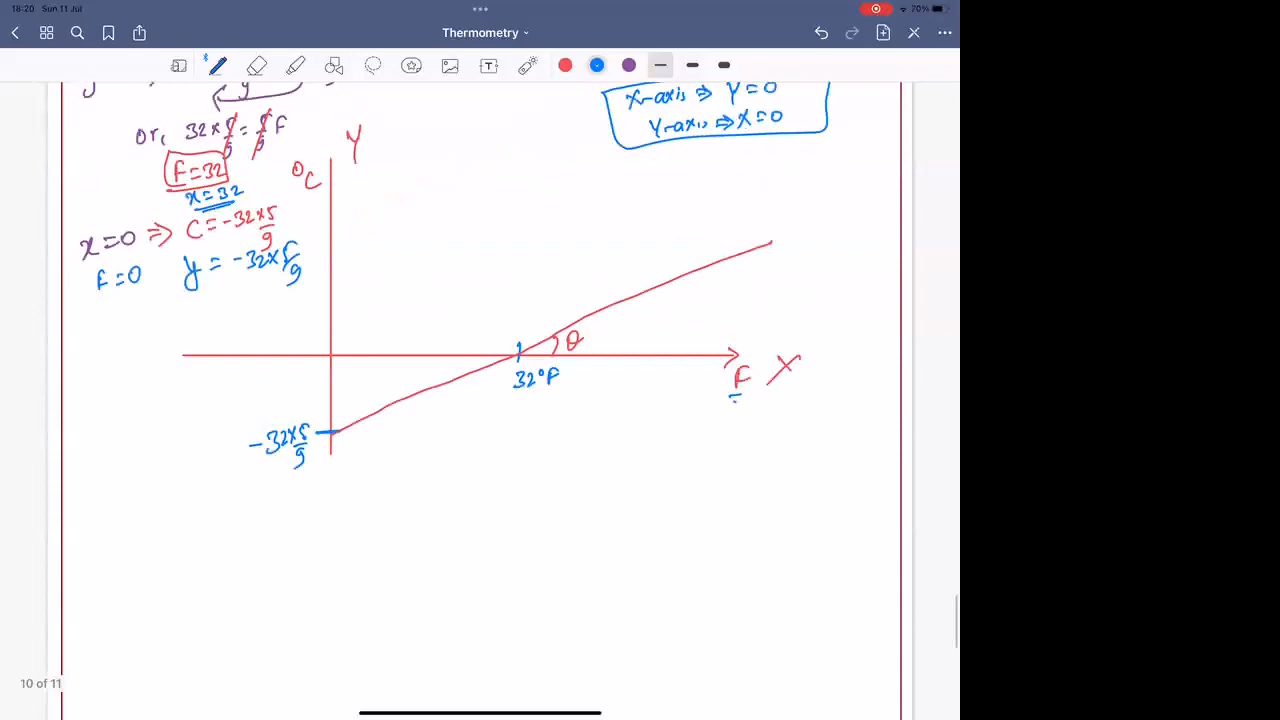 18:20 Sun 11 Jul
70%
Thermometry
X-axis ⇒ Y=0
Y-axis ⇒ X=0
y
or, 32×5/9 = 5/9 F
F=32
x=32
x=0 ⇒ C = -32×5/9
F=0 y = -32×5/9
Y
°C
θ
32°F
F X
-32×5/9
10 of 11